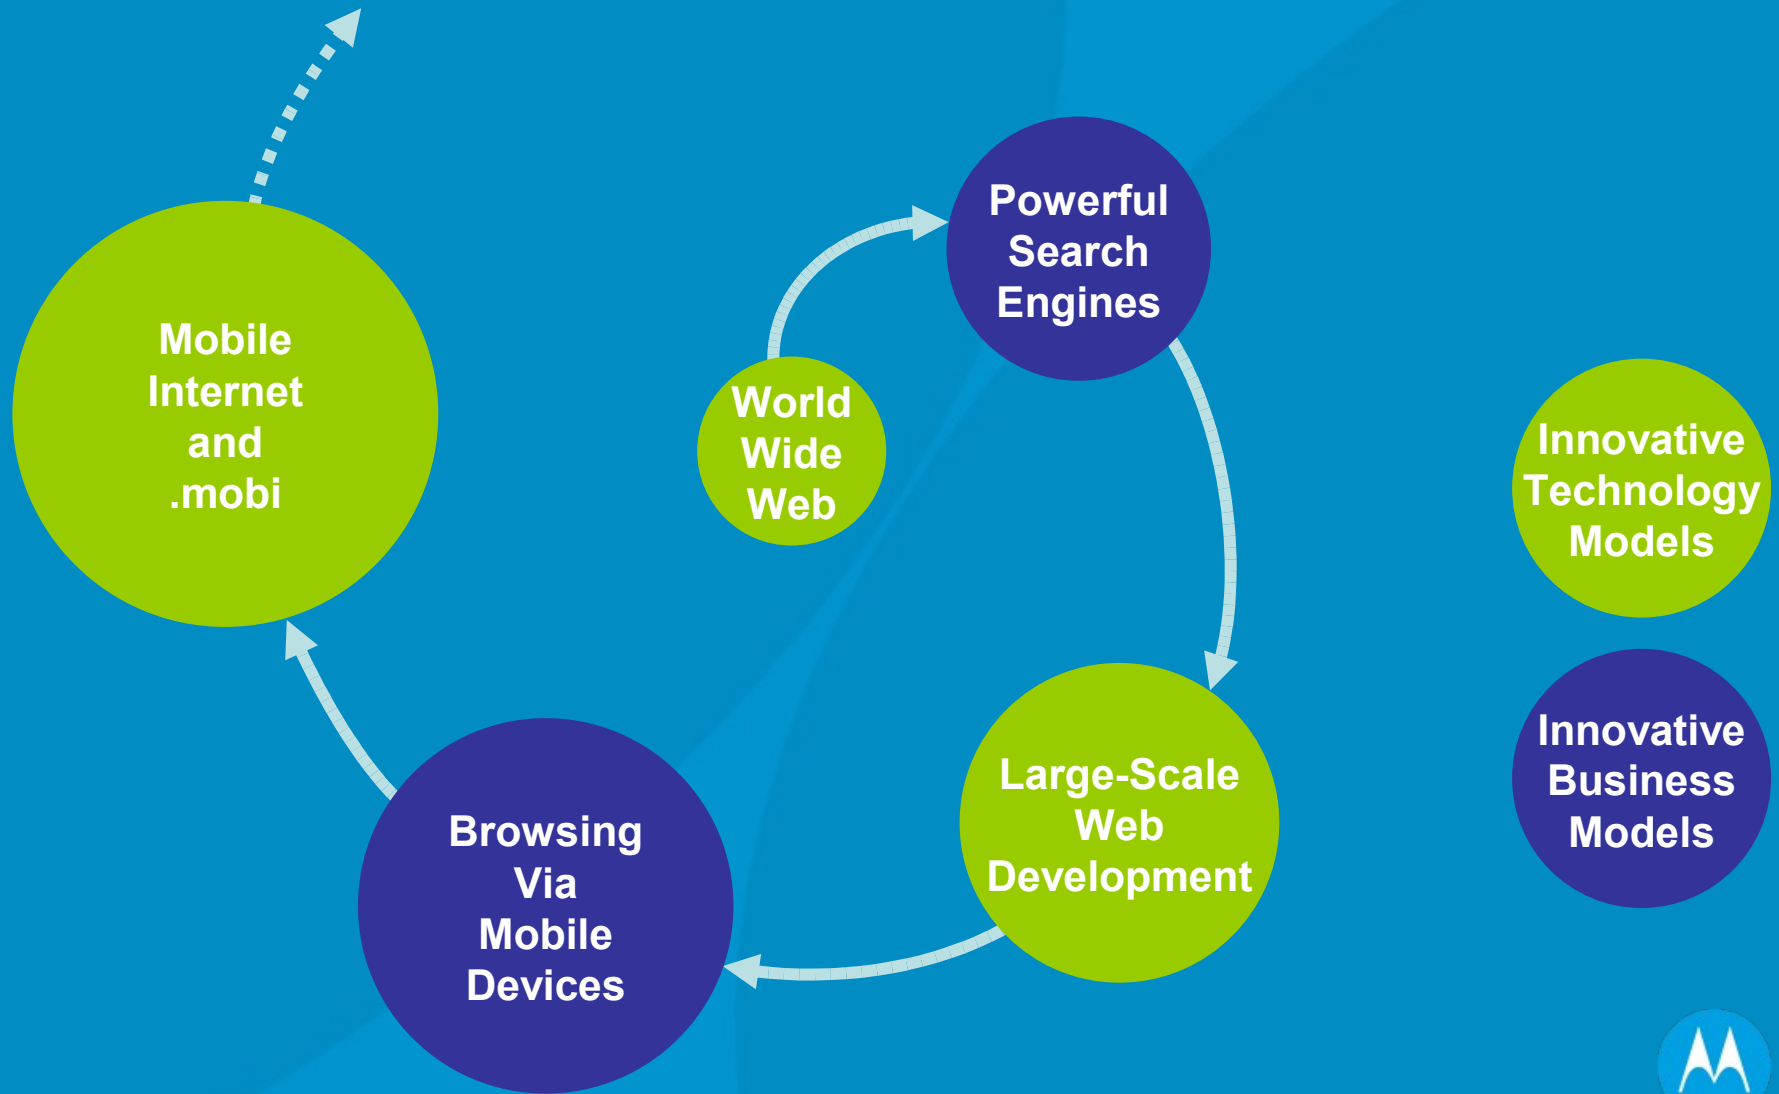 Powerful
Search
Engines
Mobile
Internet
and
.mobi
World
Wide
Web
Innovative
Technology
Models
Innovative
Business
Models
Large-Scale
Web
Development
Browsing
Via
Mobile
Devices